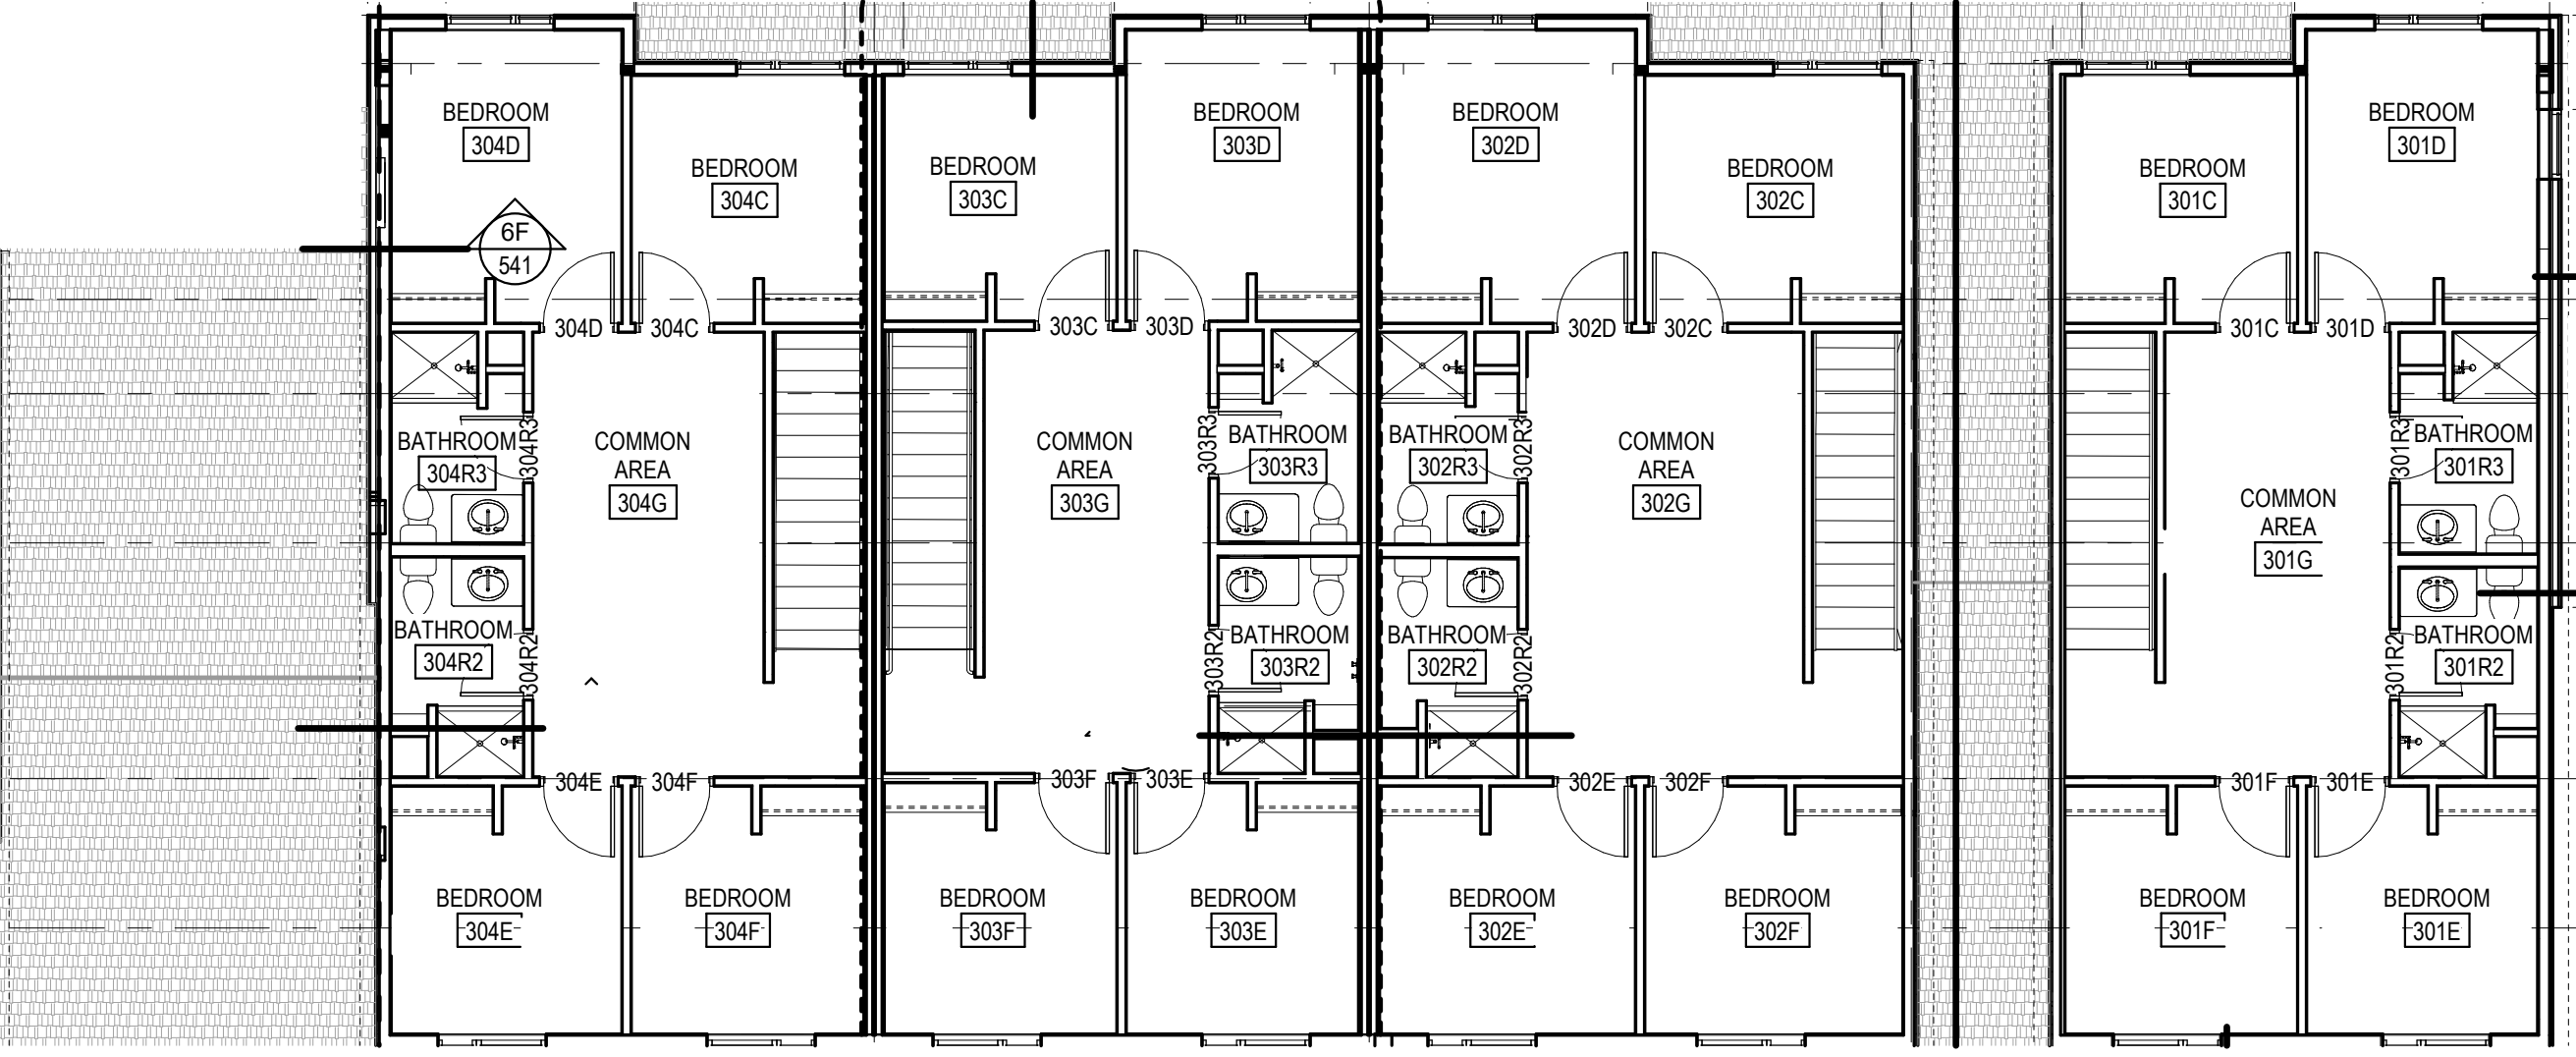 BEDROOM
304D
BEDROOM
304C
BEDROOM
303C
BEDROOM
303D
BEDROOM
302D
BEDROOM
302C
BEDROOM
301C
BEDROOM
301D
6F
541
304D
304C
303C
303D
302D
302C
301C
301D
BATHROOM
304R3
304R3
COMMON
AREA
304G
COMMON
AREA
303G
303R3
BATHROOM
303R3
BATHROOM
302R3
302R3
COMMON
AREA
302G
COMMON
AREA
301G
301R3
BATHROOM
301R3
BATHROOM
304R2
304R2
303R2
BATHROOM
303R2
BATHROOM
302R2
302R2
301R2
BATHROOM
301R2
304E
304F
303F
303E
302E
302F
301F
301E
BEDROOM
304E
BEDROOM
304F
BEDROOM
303F
BEDROOM
303E
BEDROOM
302E
BEDROOM
302F
BEDROOM
301F
BEDROOM
301E